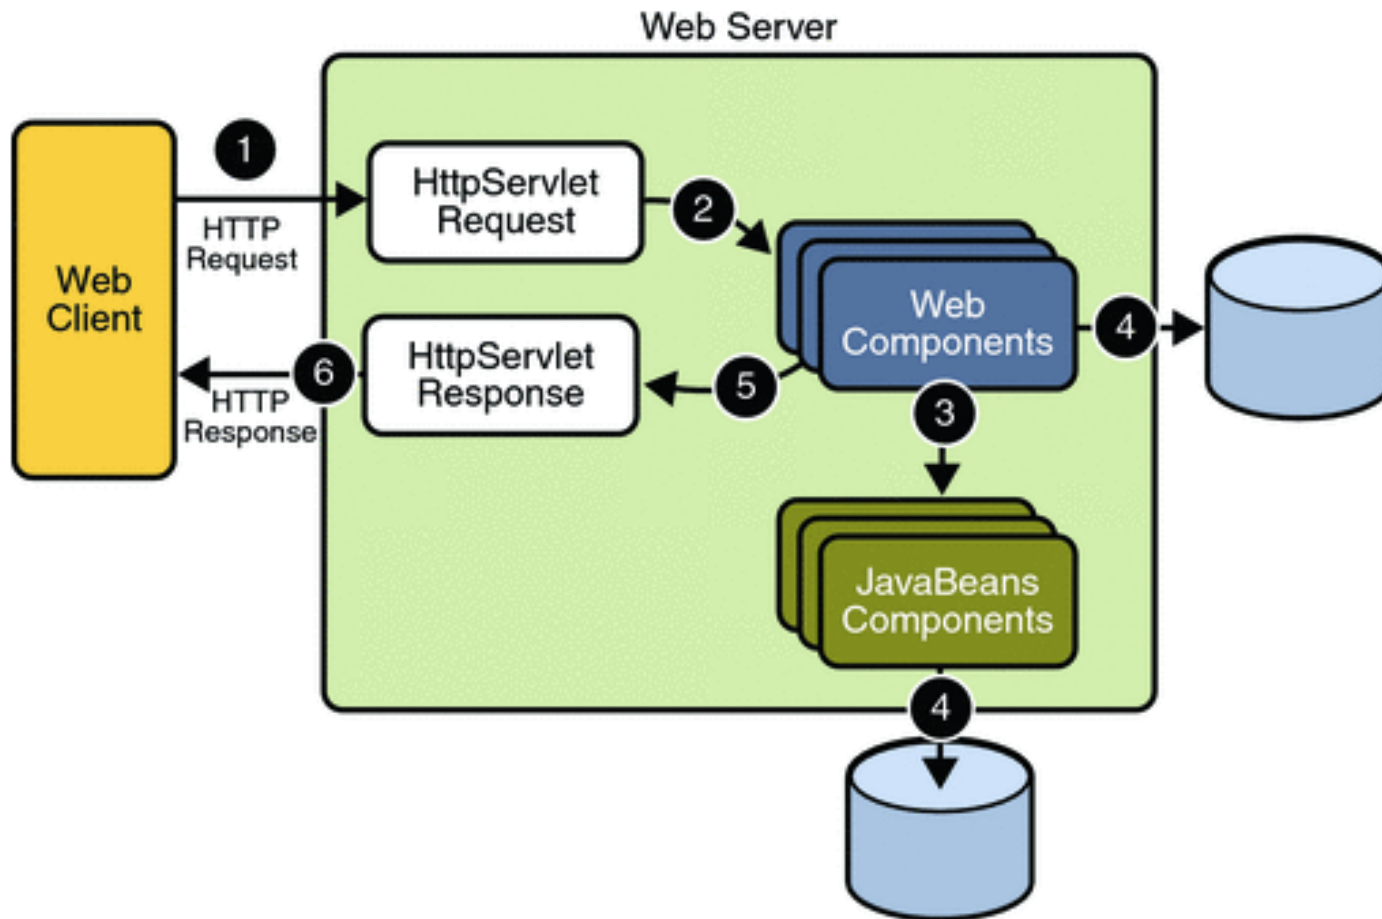 Web Server
1
HTTP
Request
Web
Client
HttpServlet
Request
2
Web
Components
4
HttpServlet
Response
5
6
HTTP
Response
3
JavaBeans
Components
4